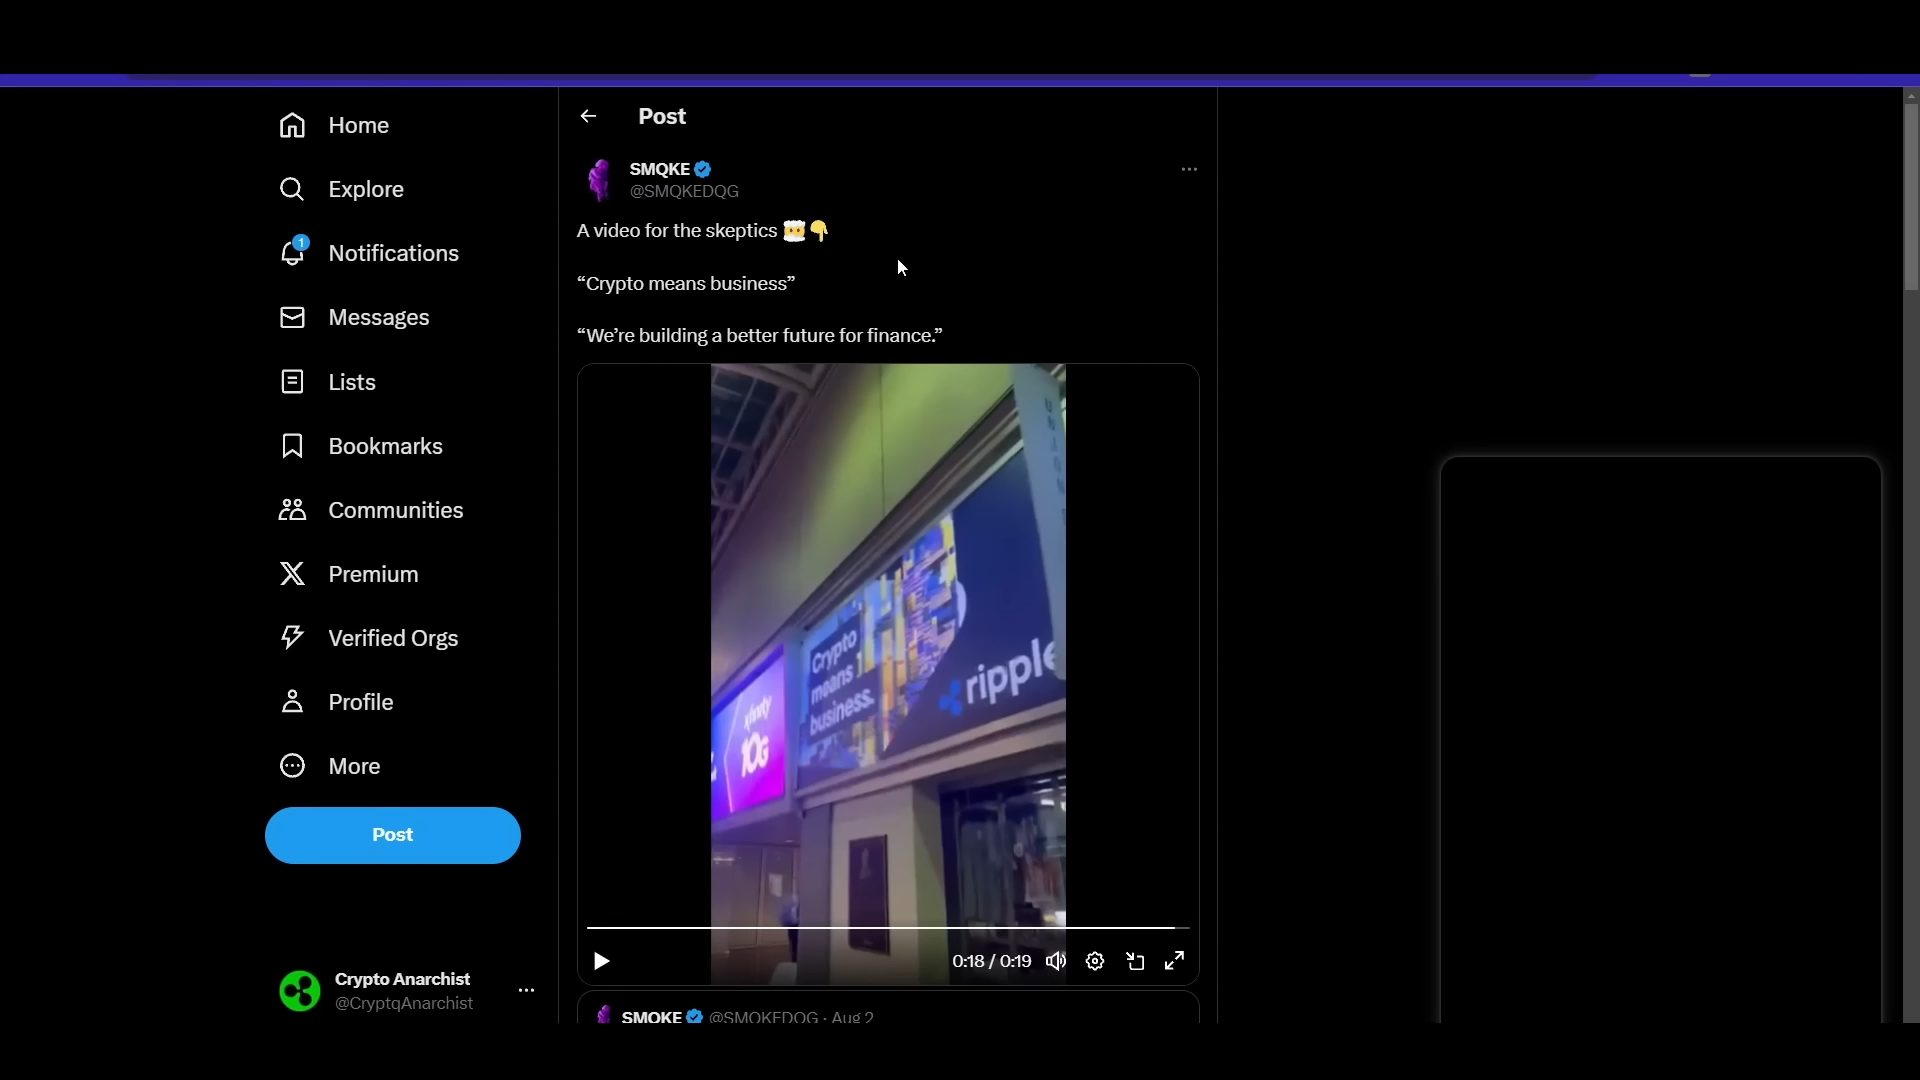 Home
Explore
1
Notifications
Messages
Lists
Bookmarks
Communities
Premium
Verified Orgs
Profile
More
Post
Crypto Anarchist
@CryptqAnarchist
Post
SMQKE
@SMQKEDQG
A video for the skeptics
“Crypto means business”
“We’re building a better future for finance.”
Crypto
means
business.
ripple
xfinity
10G
0:18 / 0:19
SMQKE @SMQKEDQG · Aug 2